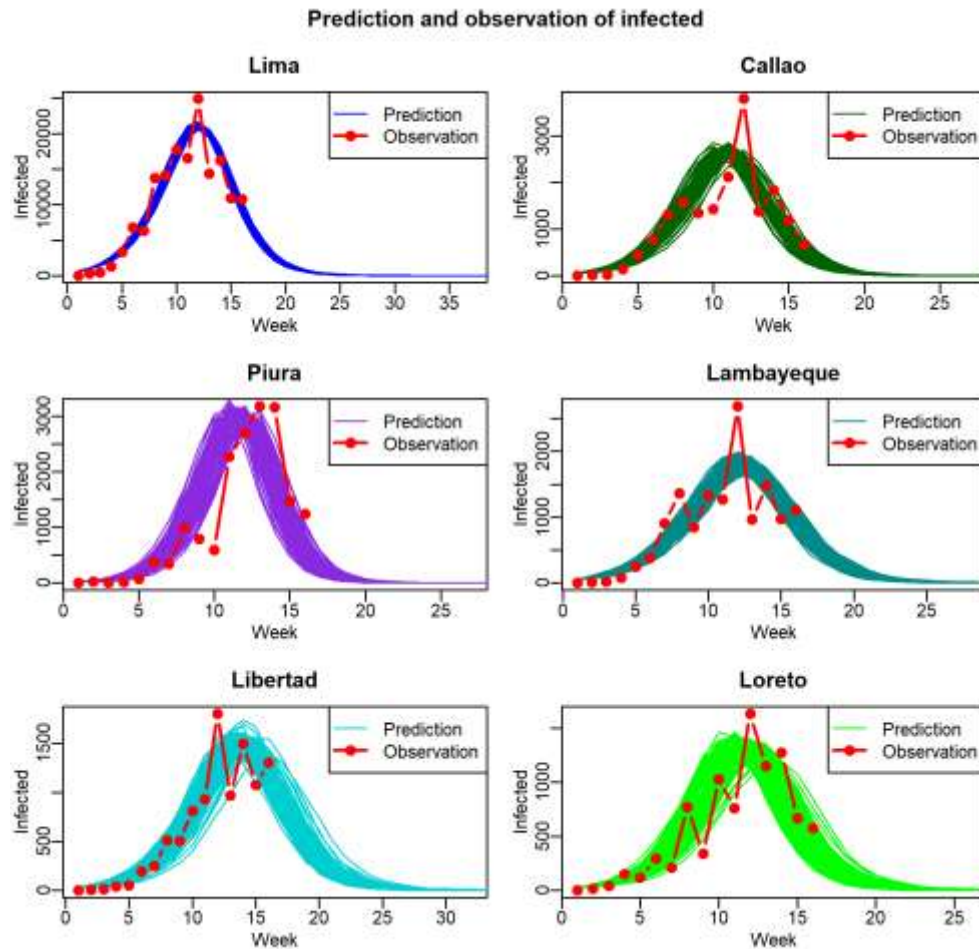 Prediction and observation of infected
Lima
Infected
0 10000 20000
Prediction
Observation
0 5 10 15 20 25 30 35
Week
Callao
Infected
0 1000 3000
Prediction
Observation
0 5 10 15 20 25
Wek
Piura
Infected
0 1000 2000 3000
Prediction
Observation
0 5 10 15 20 25
Week
Lambayeque
Infected
0 1000 2000
Prediction
Observation
0 5 10 15 20 25
Week
Libertad
Infected
0 500 1500
Prediction
Observation
0 5 10 15 20 25 30
Week
Loreto
Infected
0 500 1000
Prediction
Observation
0 5 10 15 20 25
Week